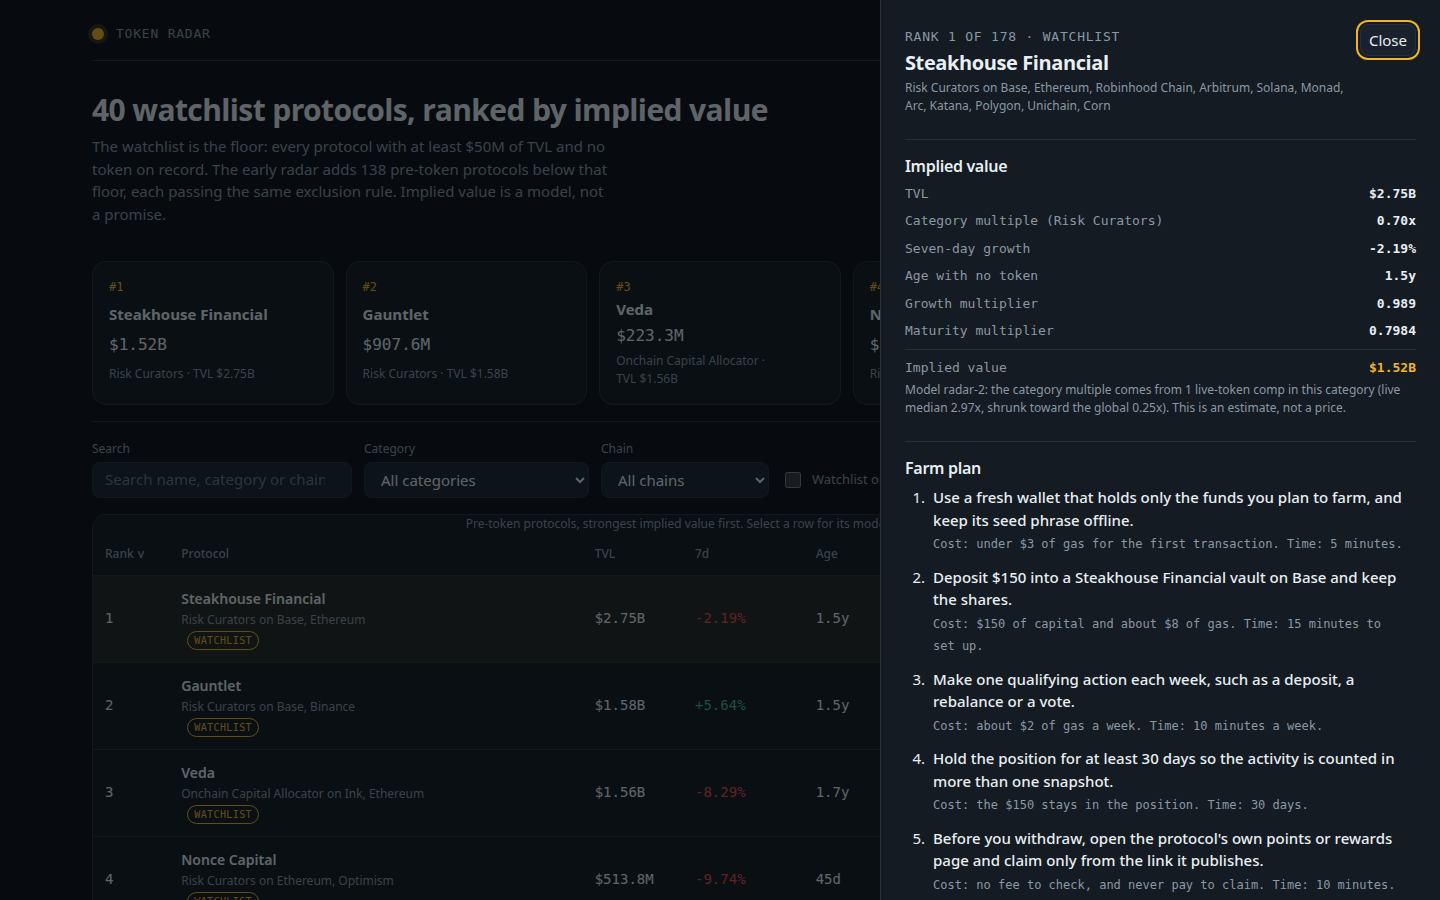 TOKEN RADAR
40 watchlist protocols, ranked by implied value
The watchlist is the floor: every protocol with at least $50M of TVL and no
token on record. The early radar adds 138 pre-token protocols below that
floor, each passing the same exclusion rule. Implied value is a model, not
a promise.
#1
Steakhouse Financial
$1.52B
Risk Curators · TVL $2.75B
#2
Gauntlet
$907.6M
Risk Curators · TVL $1.58B
#3
Veda
$223.3M
Onchain Capital Allocator ·
TVL $1.56B
Search
Search name, category or chain
Category
All categories
Chain
All chains
Watchlist o
Pre-token protocols, strongest implied value first. Select a row for its mod
Rank v
Protocol
TVL
7d
Age
1
Steakhouse Financial
Risk Curators on Base, Ethereum
WATCHLIST
$2.75B
-2.19%
1.5y
2
Gauntlet
Risk Curators on Base, Binance
WATCHLIST
$1.58B
+5.64%
1.5y
3
Veda
Onchain Capital Allocator on Ink, Ethereum
WATCHLIST
$1.56B
-8.29%
1.7y
4
Nonce Capital
Risk Curators on Ethereum, Optimism
WATCHLIST
$513.8M
-9.74%
45d
RANK 1 OF 178 · WATCHLIST
Close
Steakhouse Financial
Risk Curators on Base, Ethereum, Robinhood Chain, Arbitrum, Solana, Monad,
Arc, Katana, Polygon, Unichain, Corn
Implied value
TVL $2.75B
Category multiple (Risk Curators) 0.70x
Seven-day growth -2.19%
Age with no token 1.5y
Growth multiplier 0.989
Maturity multiplier 0.7984
Implied value $1.52B
Model radar-2: the category multiple comes from 1 live-token comp in this category (live
median 2.97x, shrunk toward the global 0.25x). This is an estimate, not a price.
Farm plan
1. Use a fresh wallet that holds only the funds you plan to farm, and
keep its seed phrase offline.
Cost: under $3 of gas for the first transaction. Time: 5 minutes.
2. Deposit $150 into a Steakhouse Financial vault on Base and keep
the shares.
Cost: $150 of capital and about $8 of gas. Time: 15 minutes to
set up.
3. Make one qualifying action each week, such as a deposit, a
rebalance or a vote.
Cost: about $2 of gas a week. Time: 10 minutes a week.
4. Hold the position for at least 30 days so the activity is counted in
more than one snapshot.
Cost: the $150 stays in the position. Time: 30 days.
5. Before you withdraw, open the protocol's own points or rewards
page and claim only from the link it publishes.
Cost: no fee to check, and never pay to claim. Time: 10 minutes.